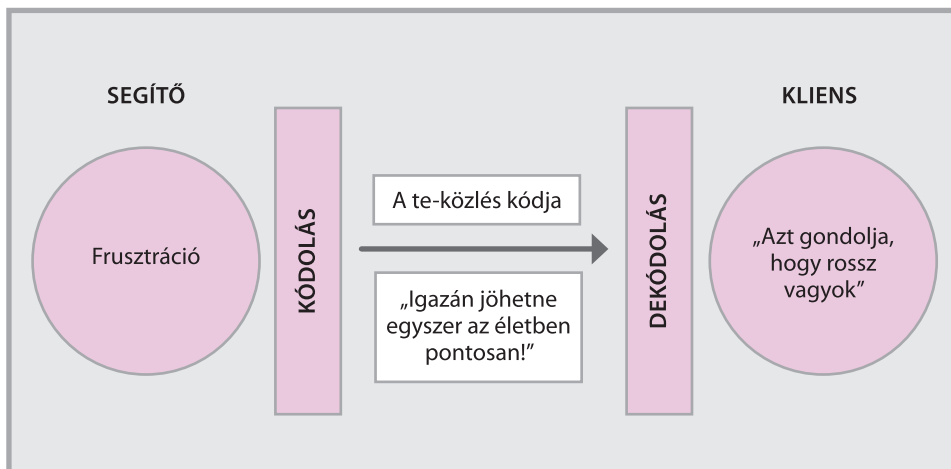 SEGÍTŐ
Frusztráció
KÓDOLÁS
A te-közlés kódja
„Igazán jöhetne
egyszer az életben
pontosan!”
DEKÓDOLÁS
KLIENS
„Azt gondolja,
hogy rossz
vagyok”